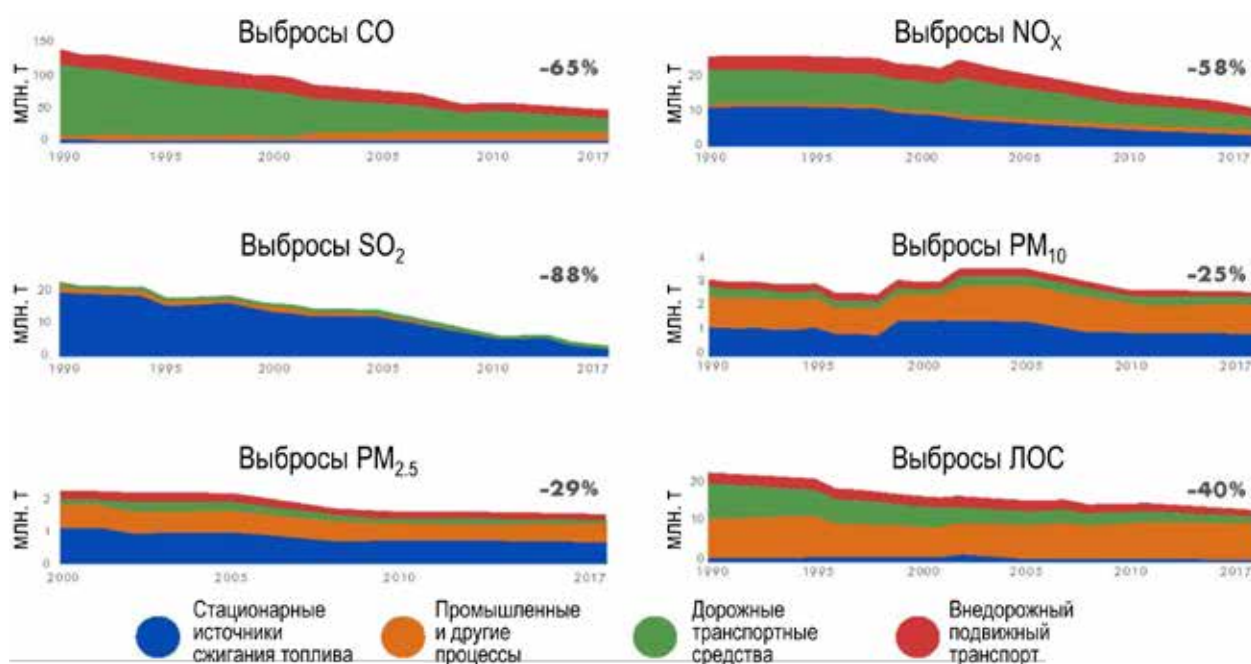 Выбросы CO
млн. т
150
100
50
0
-65%
1990 1995 2000 2005 2010 2017
Выбросы NOX
млн. т
20
10
0
-58%
1990 1995 2000 2005 2010 2017
Выбросы SO2
млн. т
20
10
0
-88%
1990 1995 2000 2005 2010 2017
Выбросы PM10
млн. т
4
3
2
1
0
-25%
1990 1995 2000 2005 2010 2017
Выбросы PM2.5
млн. т
2
1
0
-29%
2000 2005 2010 2017
Выбросы ЛОС
млн. т
20
10
0
-40%
1990 1995 2000 2005 2010 2017
Стационарные
источники
сжигания топлива
Промышленные
и другие
процессы
Дорожные
транспортные
средства
Внедорожный
подвижный
транспорт.